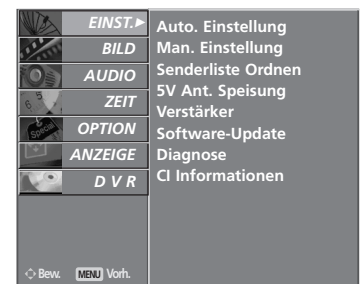 EINST.
BILD
AUDIO
ZEIT
OPTION
ANZEIGE
D V R
Auto. Einstellung
Man. Einstellung
Senderliste Ordnen
5V Ant. Speisung
Verstärker
Software-Update
Diagnose
CI Informationen
Bew. MENU Vorh.